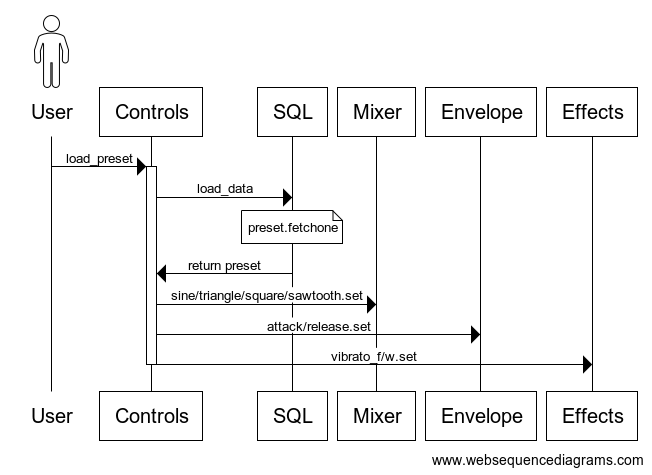 User Controls SQL Mixer Envelope Effects
load_preset
load_data
preset.fetchone
return preset
sine/triangle/square/sawtooth.set
attack/release.set
vibrato_f/w.set
User Controls SQL Mixer Envelope Effects
www.websequencediagrams.com